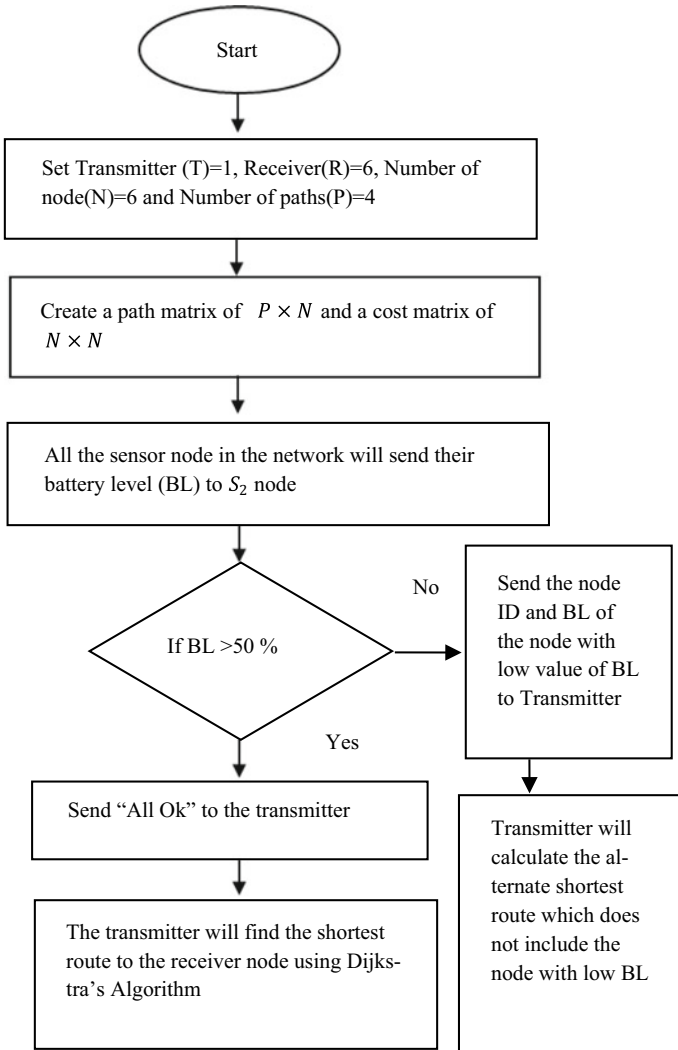 Start
Set Transmitter (T)=1, Receiver(R)=6, Number of
node(N)=6 and Number of paths(P)=4
Create a path matrix of P × N and a cost matrix of
N × N
All the sensor node in the network will send their
battery level (BL) to S₂ node
If BL >50 %
No
Send the node
ID and BL of
the node with
low value of BL
to Transmitter
Yes
Send “All Ok” to the transmitter
Transmitter will
calculate the al-
ternate shortest
route which does
not include the
node with low BL
The transmitter will find the shortest
route to the receiver node using Dijks-
tra’s Algorithm